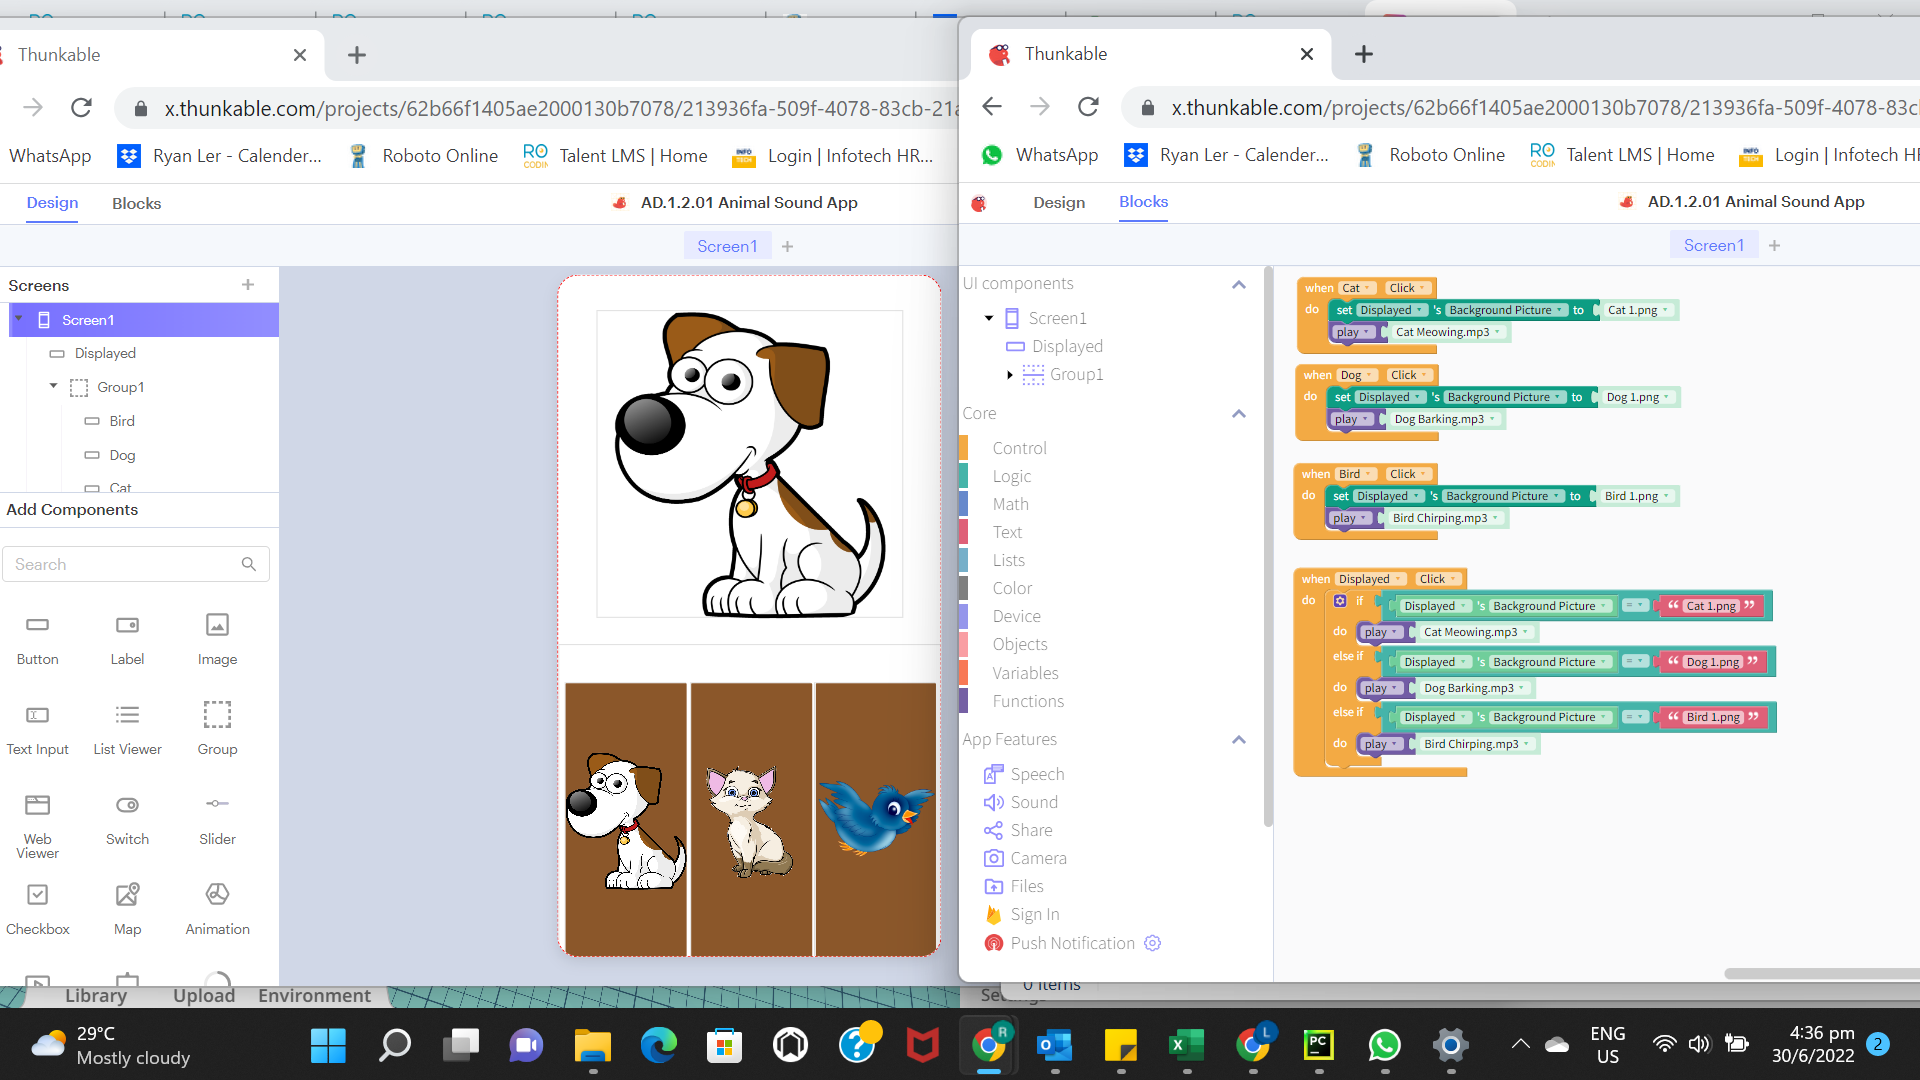 Thunkable
x.thunkable.com/projects/62b66f1405ae2000130b7078/213936fa-509f-4078-83cb-21a
WhatsApp
Ryan Ler - Calender...
Roboto Online
RO CODIN
Talent LMS | Home
INFO TECH
Login | Infotech HR...
Design
Blocks
AD.1.2.01 Animal Sound App
Screen1
Screens
Screen1
Displayed
Group1
Bird
Dog
Cat
Add Components
Search
Button
Label
Image
Text Input
List Viewer
Group
Web Viewer
Switch
Slider
Checkbox
Map
Animation
Library
Upload
Environment
Thunkable
x.thunkable.com/projects/62b66f1405ae2000130b7078/213936fa-509f-4078-83c
WhatsApp
Ryan Ler - Calender...
Roboto Online
RO CODIN
Talent LMS | Home
INFO TECH
Login | Infotech HR
Design
Blocks
AD.1.2.01 Animal Sound App
Screen1
UI components
Screen1
Displayed
Group1
Core
Control
Logic
Math
Text
Lists
Color
Device
Objects
Variables
Functions
App Features
Speech
Sound
Share
Camera
Files
Sign In
Push Notification
when Cat Click
do set Displayed 's Background Picture to Cat 1.png
play Cat Meowing.mp3
when Dog Click
do set Displayed 's Background Picture to Dog 1.png
play Dog Barking.mp3
when Bird Click
do set Displayed 's Background Picture to Bird 1.png
play Bird Chirping.mp3
when Displayed Click
do if Displayed 's Background Picture = “ Cat 1.png ”
do play Cat Meowing.mp3
else if Displayed 's Background Picture = “ Dog 1.png ”
do play Dog Barking.mp3
else if Displayed 's Background Picture = “ Bird 1.png ”
do play Bird Chirping.mp3
0 items
29°C
Mostly cloudy
R
L
PC
ENG
US
4:36 pm
30/6/2022
2